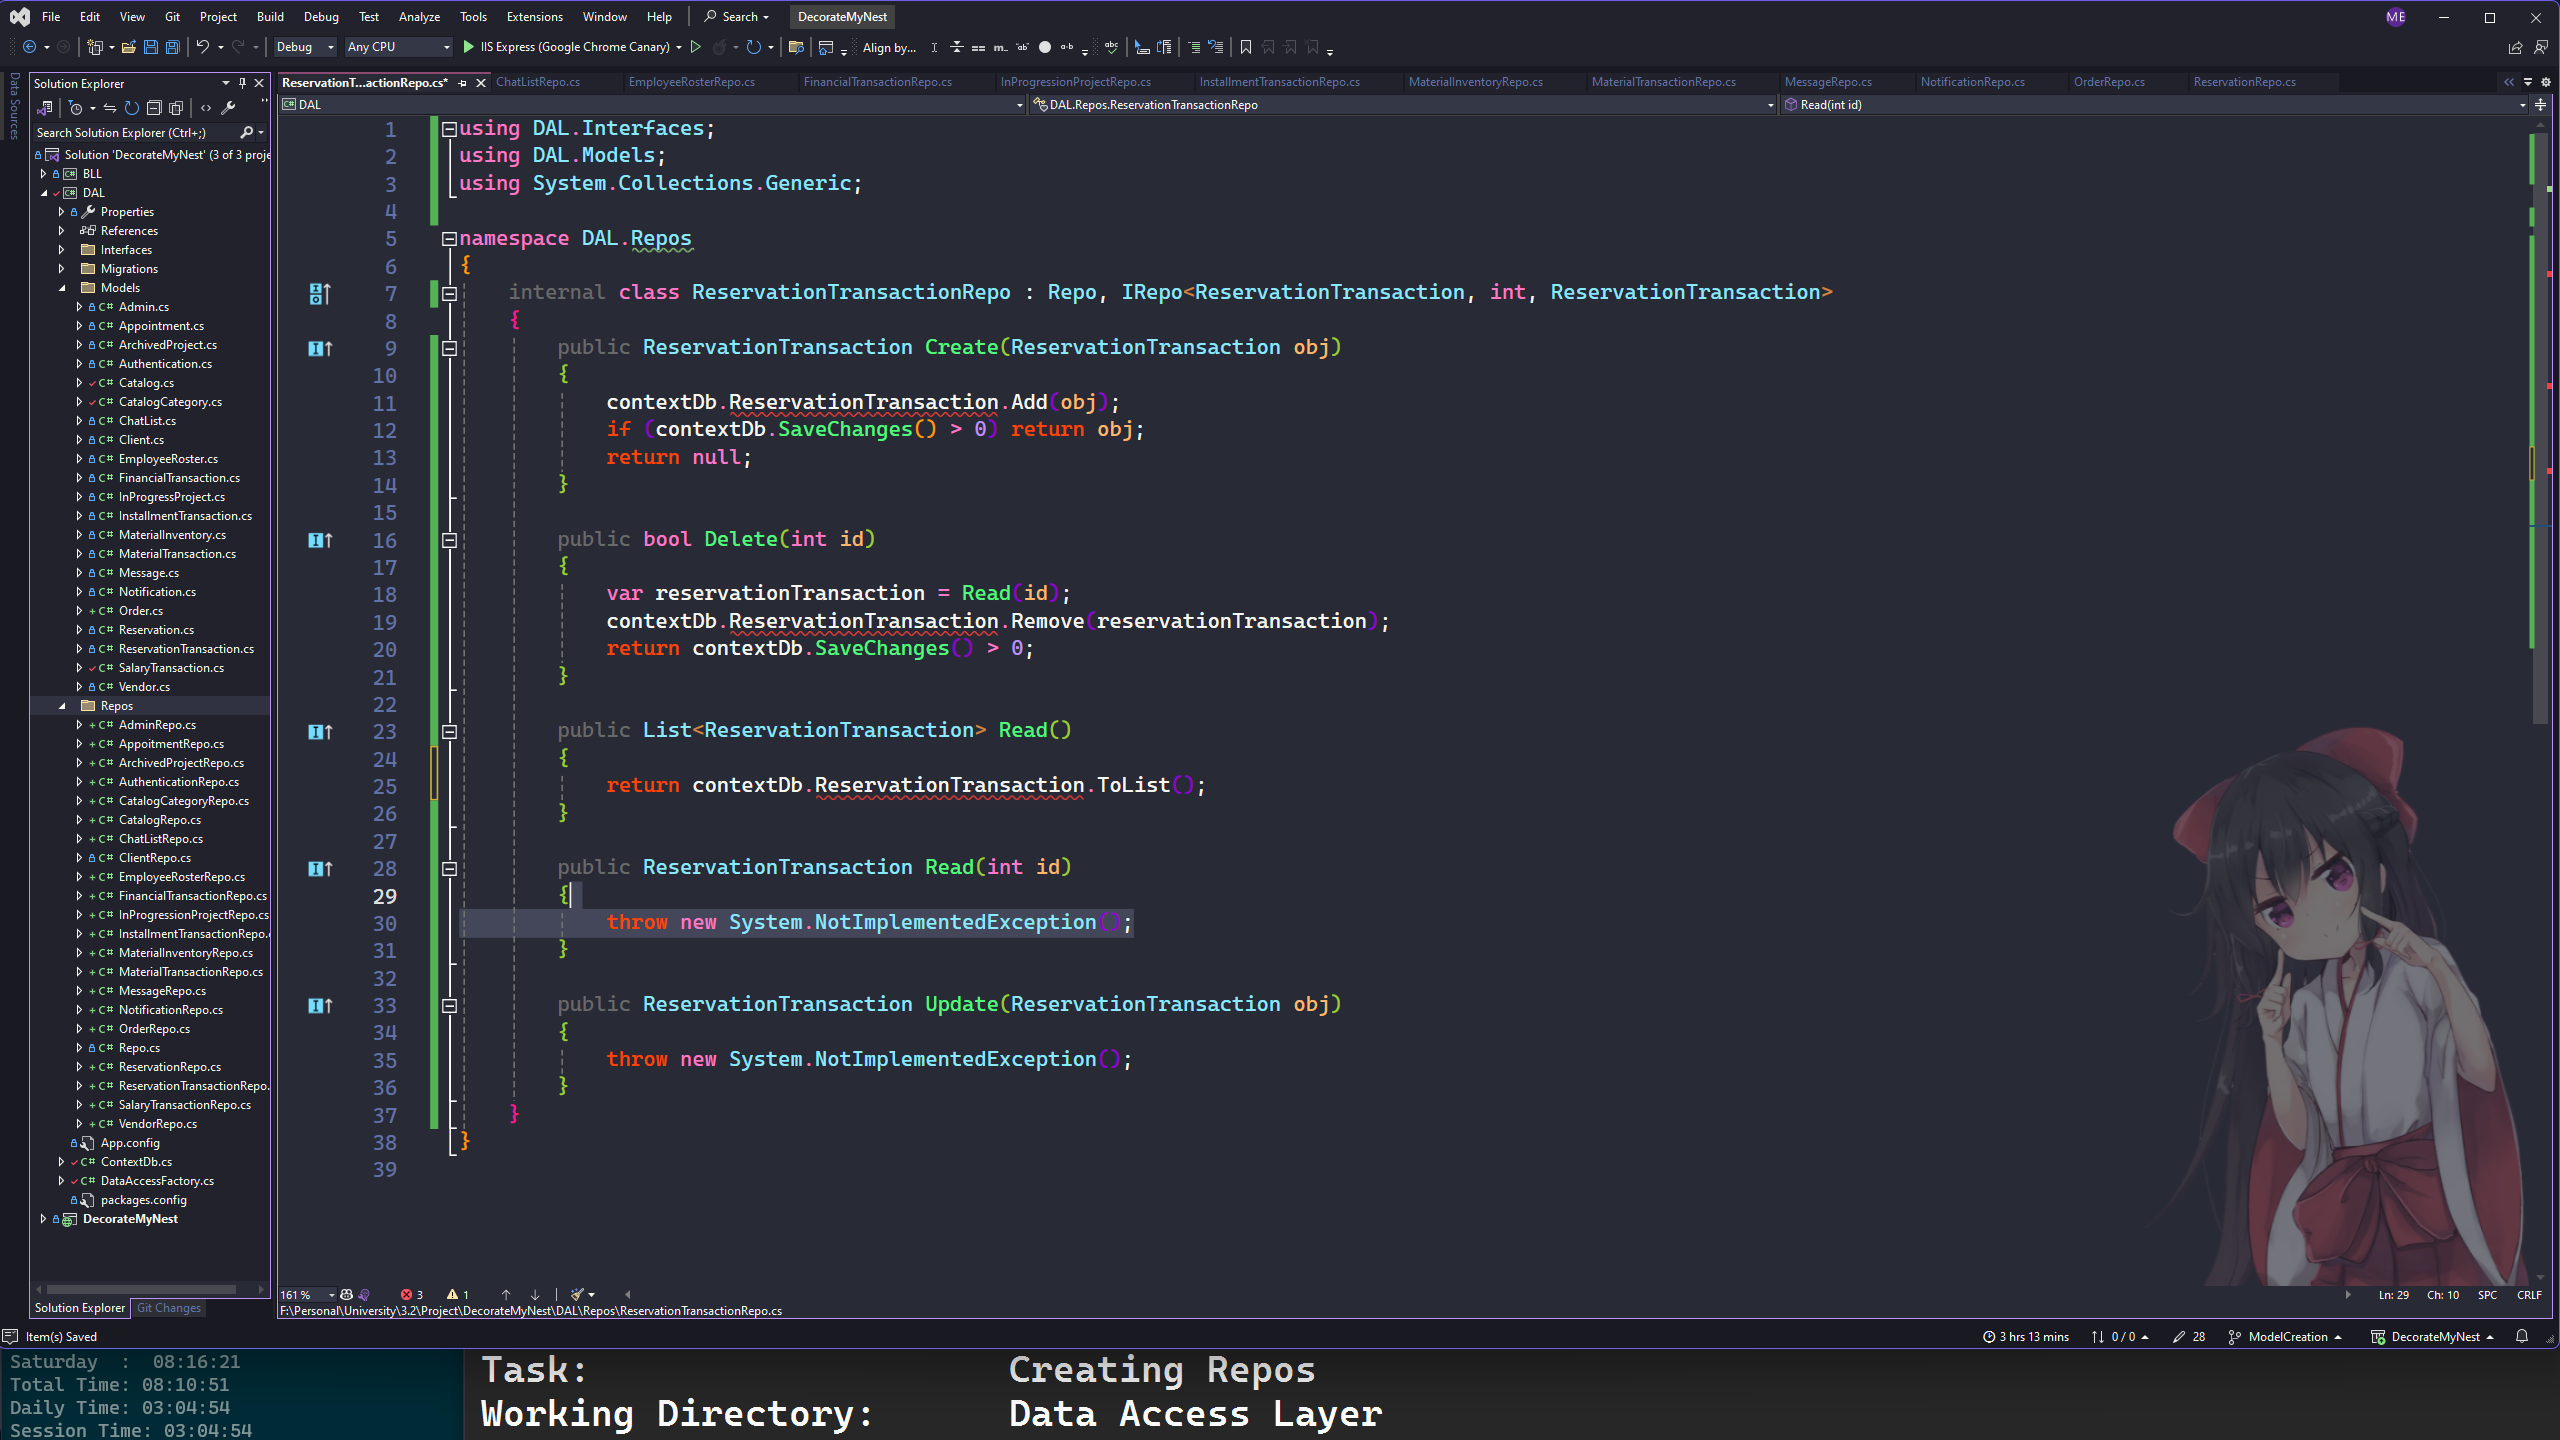 File Edit View Git Project Build Debug Test Analyze Tools Extensions Window Help Search DecorateMyNest ME
Debug Any CPU IIS Express (Google Chrome Canary) Align by...
Data Sources
Solution Explorer
Search Solution Explorer (Ctrl+;)
Solution 'DecorateMyNest' (3 of 3 proje
BLL
DAL
Properties
References
Interfaces
Migrations
Models
C# Admin.cs
C# Appointment.cs
C# ArchivedProject.cs
C# Authentication.cs
C# Catalog.cs
C# CatalogCategory.cs
C# ChatList.cs
C# Client.cs
C# EmployeeRoster.cs
C# FinancialTransaction.cs
C# InProgressProject.cs
C# InstallmentTransaction.cs
C# MaterialInventory.cs
C# MaterialTransaction.cs
C# Message.cs
C# Notification.cs
C# Order.cs
C# Reservation.cs
C# ReservationTransaction.cs
C# SalaryTransaction.cs
C# Vendor.cs
Repos
C# AdminRepo.cs
C# AppoitmentRepo.cs
C# ArchivedProjectRepo.cs
C# AuthenticationRepo.cs
C# CatalogCategoryRepo.cs
C# CatalogRepo.cs
C# ChatListRepo.cs
C# ClientRepo.cs
C# EmployeeRosterRepo.cs
C# FinancialTransactionRepo.cs
C# InProgressionProjectRepo.cs
C# InstallmentTransactionRepo.
C# MaterialInventoryRepo.cs
C# MaterialTransactionRepo.cs
C# MessageRepo.cs
C# NotificationRepo.cs
C# OrderRepo.cs
C# Repo.cs
C# ReservationRepo.cs
C# ReservationTransactionRepo.
C# SalaryTransactionRepo.cs
C# VendorRepo.cs
App.config
C# ContextDb.cs
C# DataAccessFactory.cs
packages.config
DecorateMyNest
Solution Explorer Git Changes
ReservationT...actionRepo.cs* ChatListRepo.cs EmployeeRosterRepo.cs FinancialTransactionRepo.cs InProgressionProjectRepo.cs InstallmentTransactionRepo.cs MaterialInventoryRepo.cs MaterialTransactionRepo.cs MessageRepo.cs NotificationRepo.cs OrderRepo.cs ReservationRepo.cs
C# DAL DAL.Repos.ReservationTransactionRepo Read(int id)
1 using DAL.Interfaces;
2 using DAL.Models;
3 using System.Collections.Generic;
4
5 namespace DAL.Repos
6 {
7 internal class ReservationTransactionRepo : Repo, IRepo<ReservationTransaction, int, ReservationTransaction>
8 {
9 public ReservationTransaction Create(ReservationTransaction obj)
10 {
11 contextDb.ReservationTransaction.Add(obj);
12 if (contextDb.SaveChanges() > 0) return obj;
13 return null;
14 }
15
16 public bool Delete(int id)
17 {
18 var reservationTransaction = Read(id);
19 contextDb.ReservationTransaction.Remove(reservationTransaction);
20 return contextDb.SaveChanges() > 0;
21 }
22
23 public List<ReservationTransaction> Read()
24 {
25 return contextDb.ReservationTransaction.ToList();
26 }
27
28 public ReservationTransaction Read(int id)
29 {
30 throw new System.NotImplementedException();
31 }
32
33 public ReservationTransaction Update(ReservationTransaction obj)
34 {
35 throw new System.NotImplementedException();
36 }
37 }
38 }
39
161 % 3 1 Ln: 29 Ch: 10 SPC CRLF
F:\Personal\University\3.2\Project\DecorateMyNest\DAL\Repos\ReservationTransactionRepo.cs
Item(s) Saved 3 hrs 13 mins 0 / 0 28 ModelCreation DecorateMyNest
Saturday : 08:16:21
Total Time: 08:10:51
Daily Time: 03:04:54
Session Time: 03:04:54
Task: Creating Repos
Working Directory: Data Access Layer